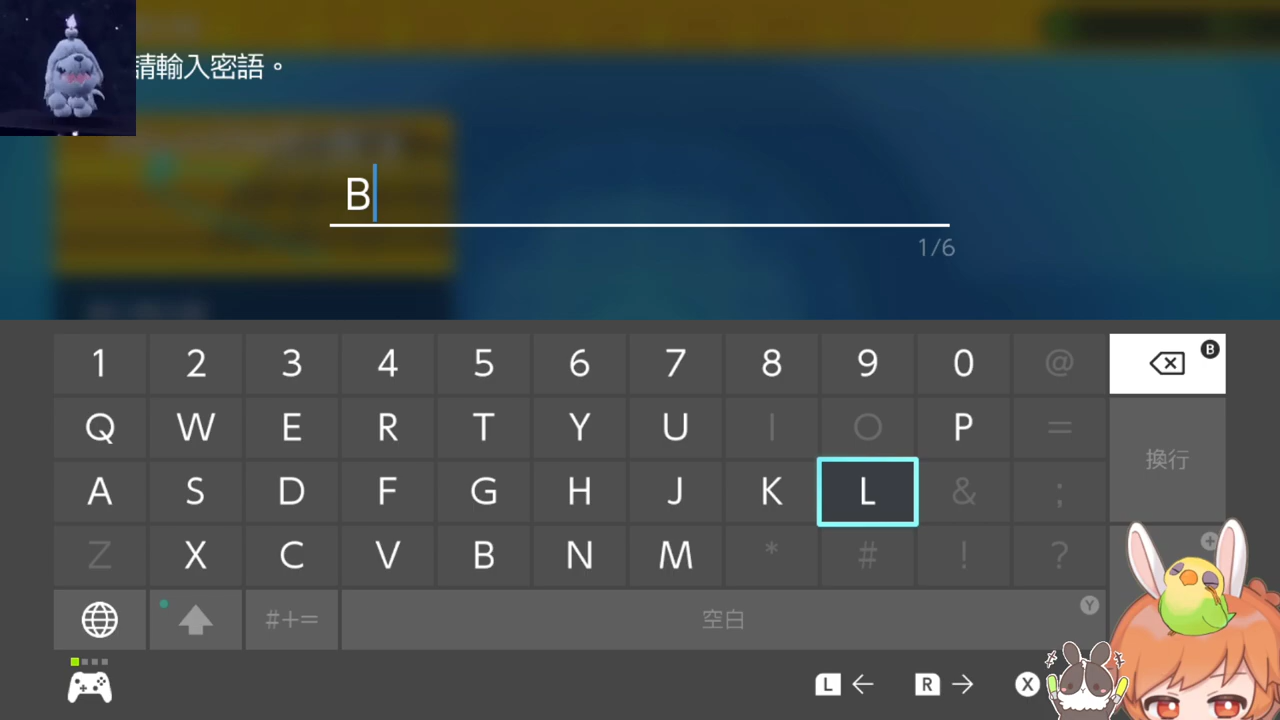 請輸入密語。
B
1/6
1 2 3 4 5 6 7 8 9 0 @ B
Q W E R T Y U I O P =
換行
A S D F G H J K L & ;
Z X C V B N M * # ! ? +
#+= 空白 Y
L ← R → X